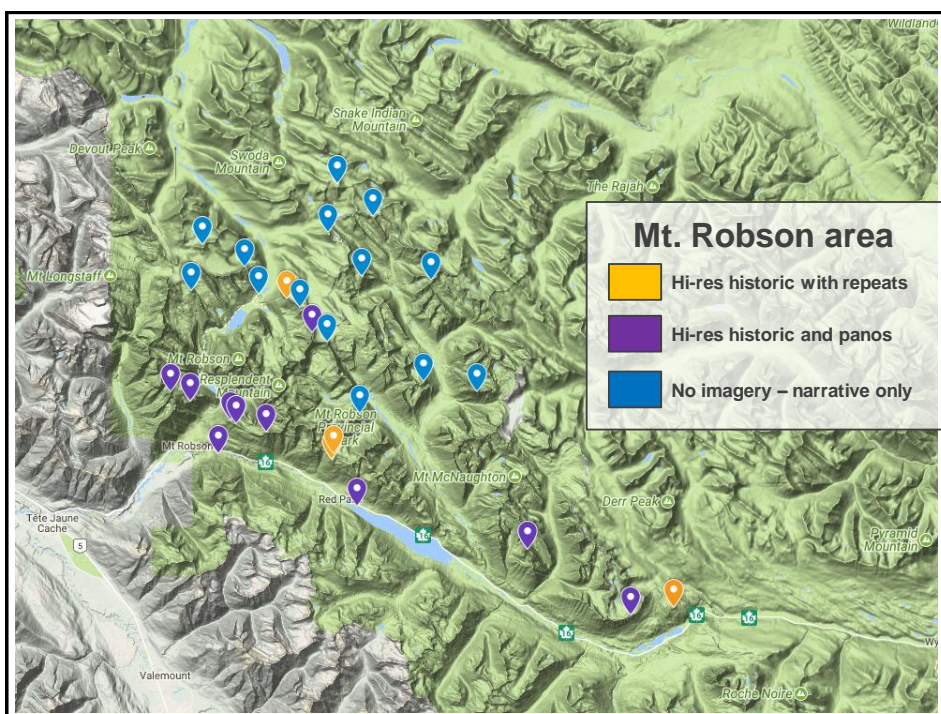 Wildland
Snake Indian
Mountain
Devout Peak
Swoda
Mountain
The Rajah
Mt. Robson area
Hi-res historic with repeats
Hi-res historic and panos
No imagery – narrative only
Mt Longstaff
Mt Robson
Resplendent
Mountain
Mt Robson
Provincial
Park
Mt Robson
16
Mt McNaughton
Red Pa
16
Derr Peak
Tête Jaune
Cache
5
Pyramid
Mountain
16
16
16
Wy
Valemount
Roche Noire